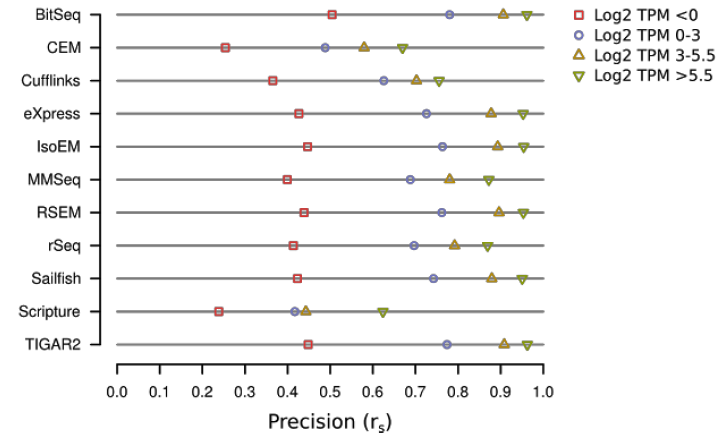 BitSeq
CEM
Cufflinks
eXpress
IsoEM
MMSeq
RSEM
rSeq
Sailfish
Scripture
TIGAR2
0.0 0.1 0.2 0.3 0.4 0.5 0.6 0.7 0.8 0.9 1.0
Precision (rs)
Log2 TPM <0
Log2 TPM 0-3
Log2 TPM 3-5.5
Log2 TPM >5.5